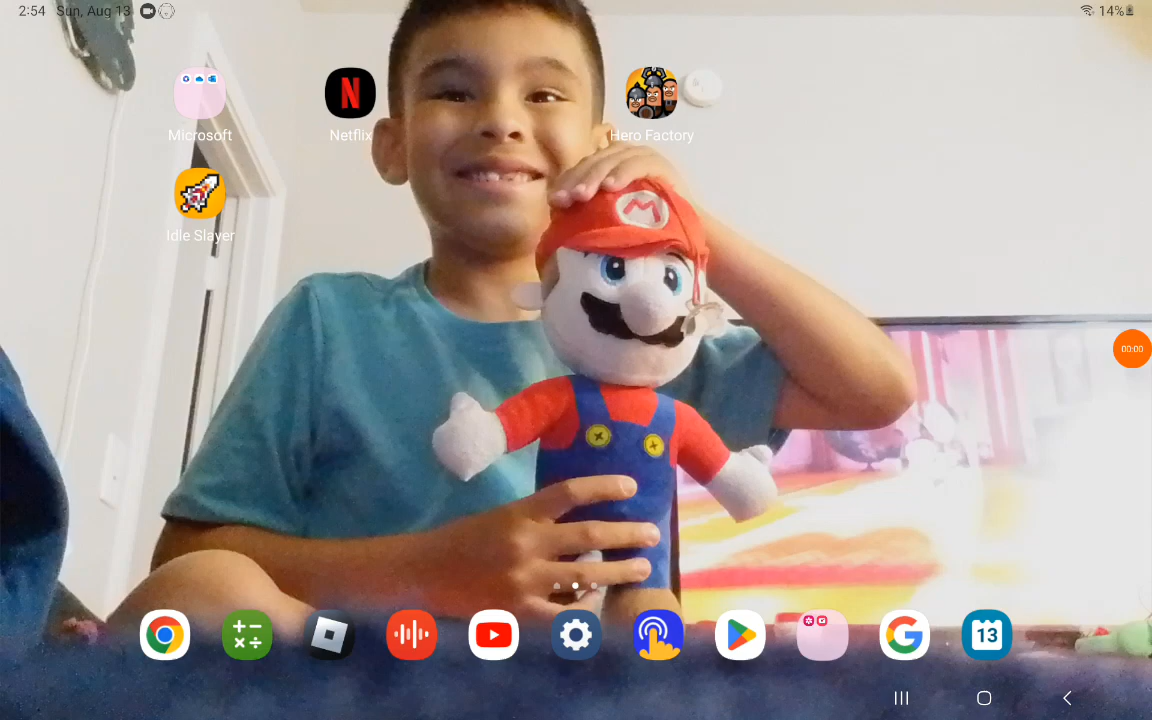 2:54 Sun, Aug 13 14%
Microsoft Netflix Hero Factory
Idle Slayer
00:00
13